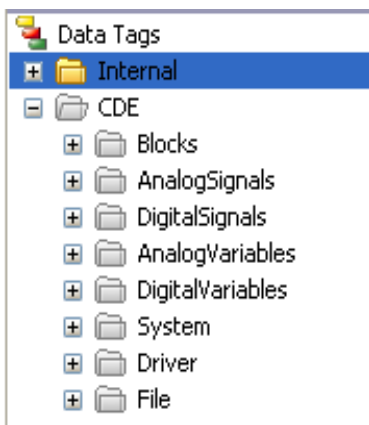 Data Tags
Internal
CDE
Blocks
AnalogSignals
DigitalSignals
AnalogVariables
DigitalVariables
System
Driver
File